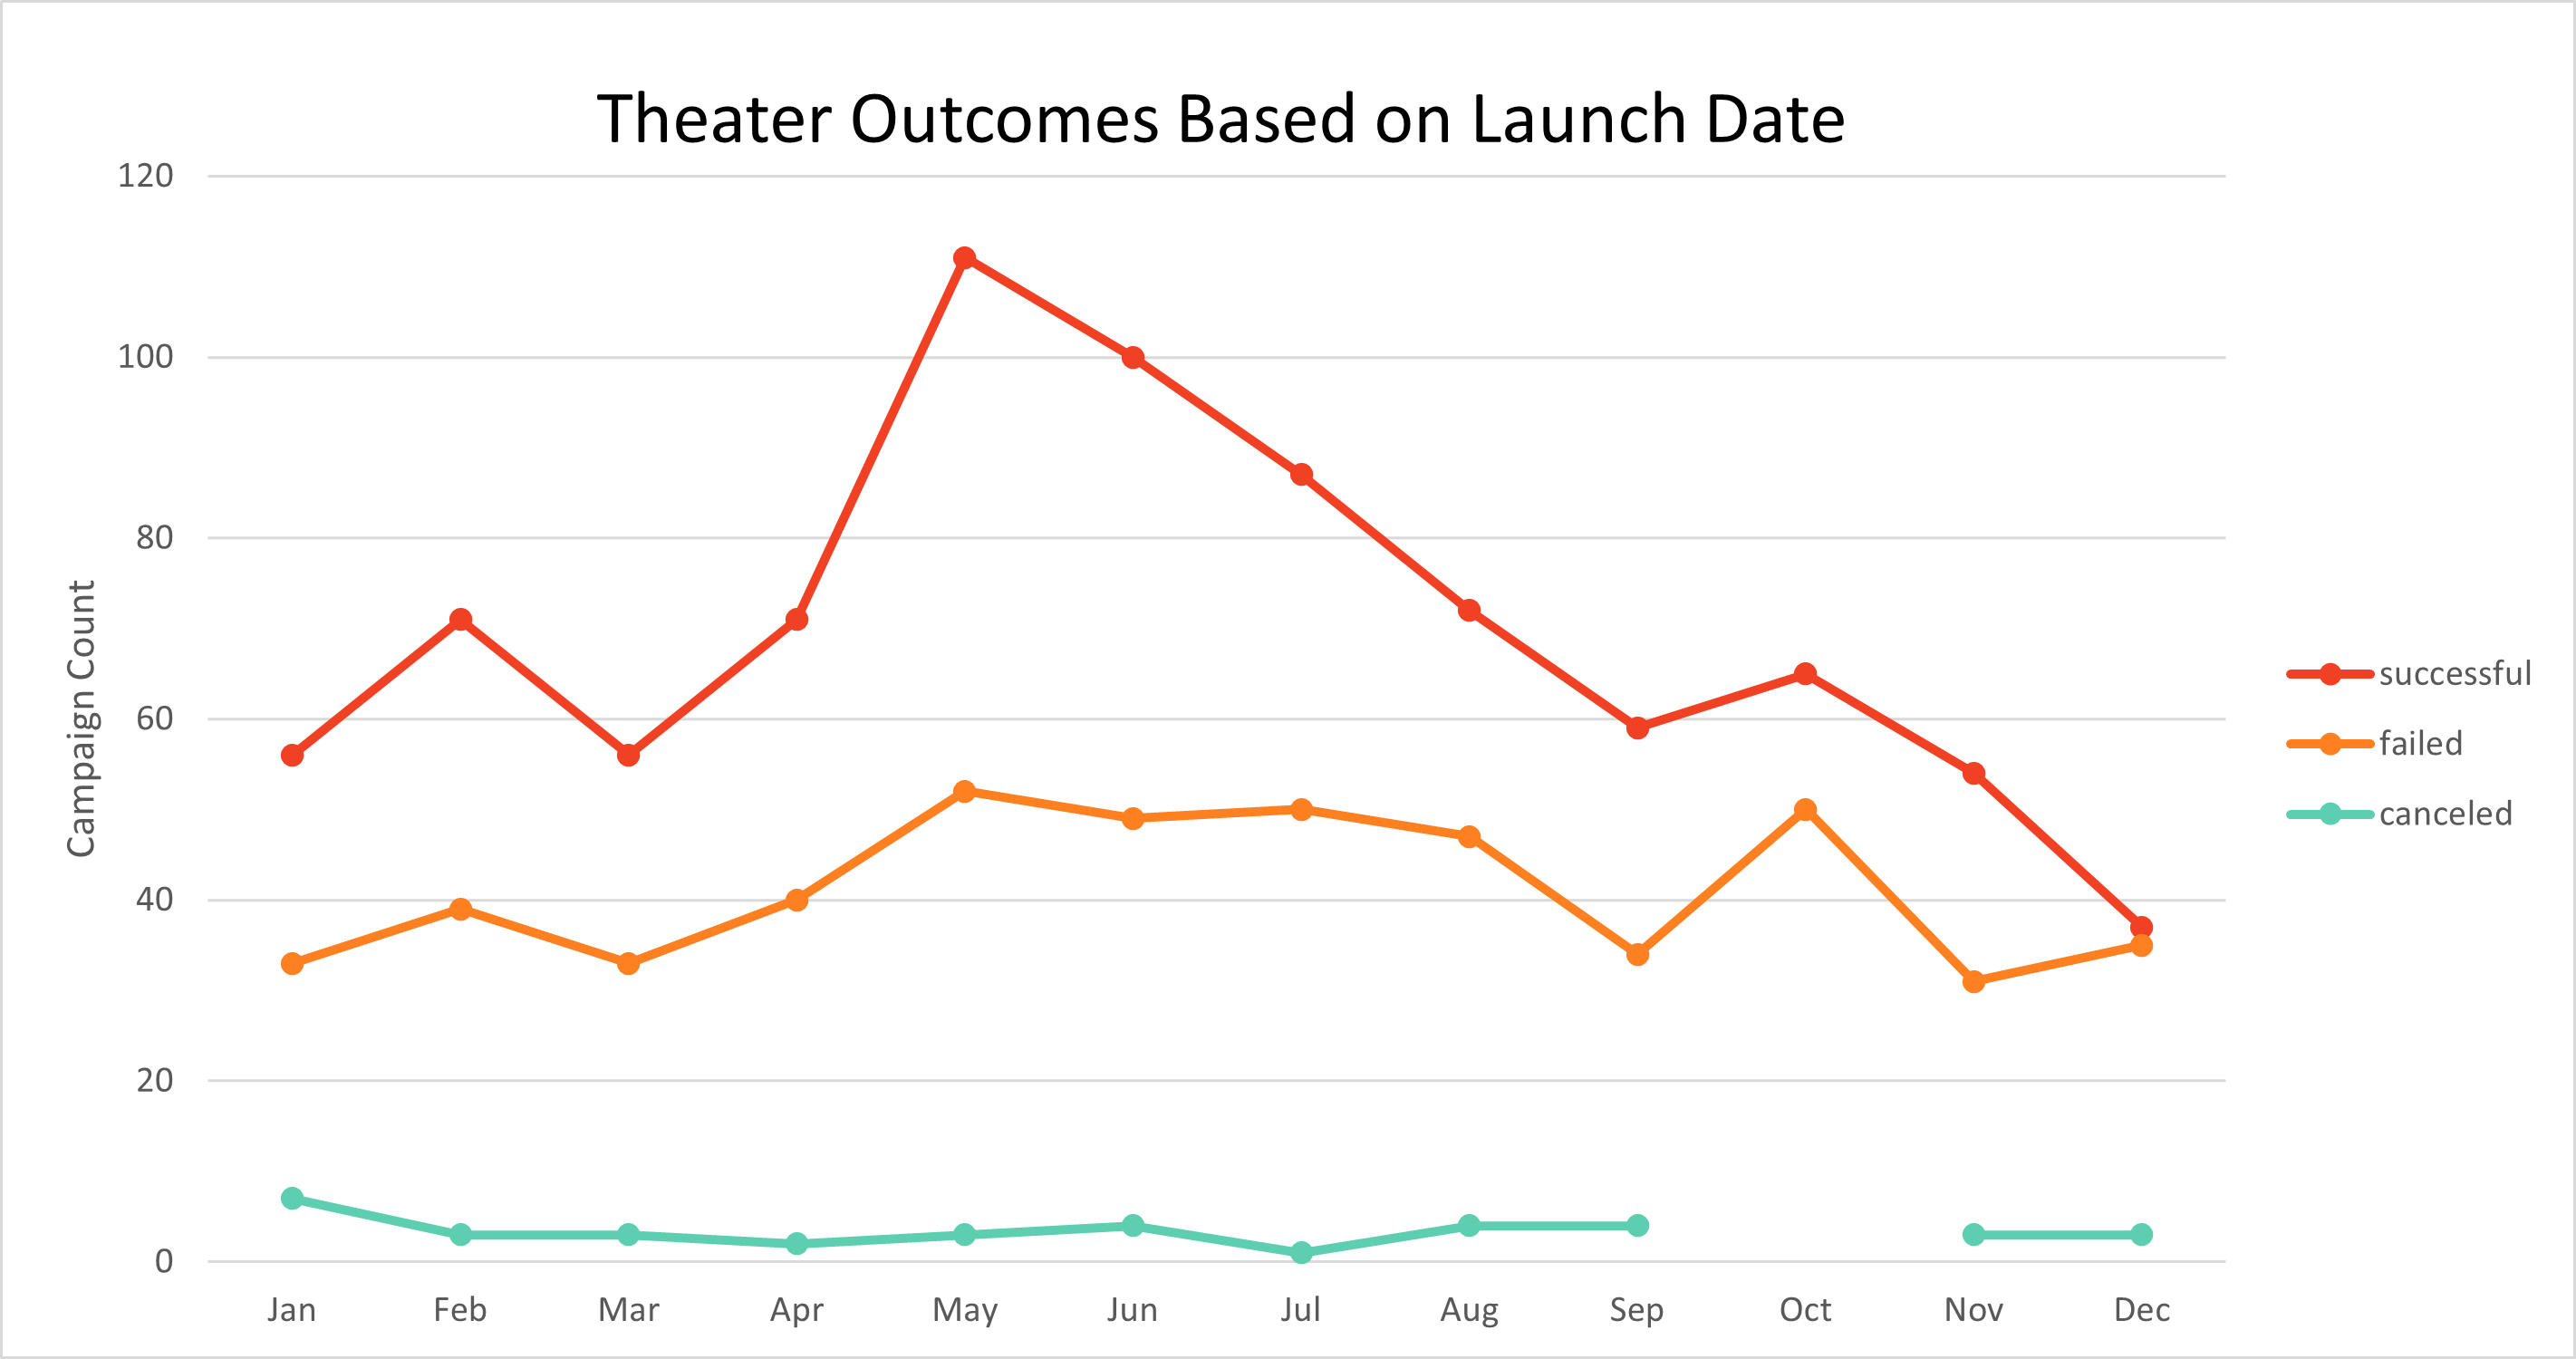 Theater Outcomes Based on Launch Date
120
100
80
60
40
20
0
Campaign Count
Jan Feb Mar Apr May Jun Jul Aug Sep Oct Nov Dec
successful
failed
canceled